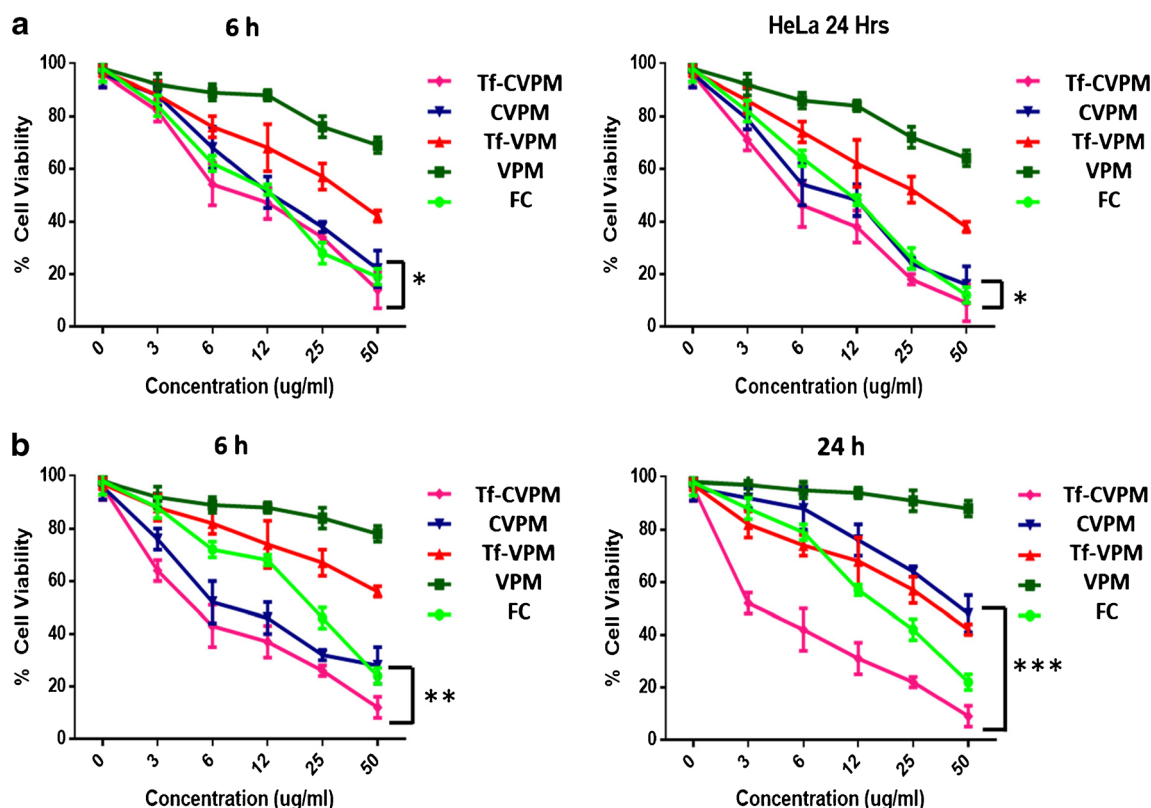 a
6 h
% Cell Viability
100
80
60
40
20
0
0 3 6 12 25 50
Concentration (ug/ml)
Tf-CVPM
CVPM
Tf-VPM
VPM
FC
*
HeLa 24 Hrs
% Cell Viability
100
80
60
40
20
0
0 3 6 12 25 50
Concentration (ug/ml)
Tf-CVPM
CVPM
Tf-VPM
VPM
FC
*
b
6 h
% Cell Viability
100
80
60
40
20
0
0 3 6 12 25 50
Concentration (ug/ml)
Tf-CVPM
CVPM
Tf-VPM
VPM
FC
**
24 h
% Cell Viability
100
80
60
40
20
0
0 3 6 12 25 50
Concentration (ug/ml)
Tf-CVPM
CVPM
Tf-VPM
VPM
FC
***